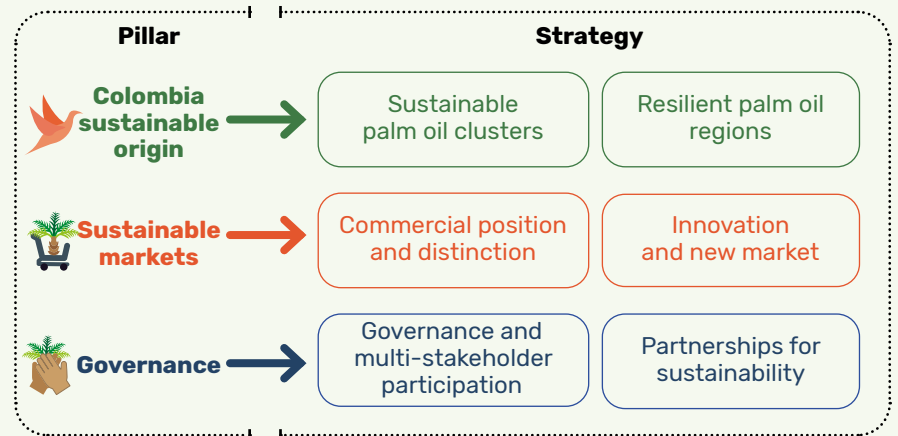 Pillar
Strategy
Colombia
sustainable
origin
Sustainable
palm oil clusters
Resilient palm oil
regions
Sustainable
markets
Commercial position
and distinction
Innovation
and new market
Governance
Governance and
multi-stakeholder
participation
Partnerships for
sustainability